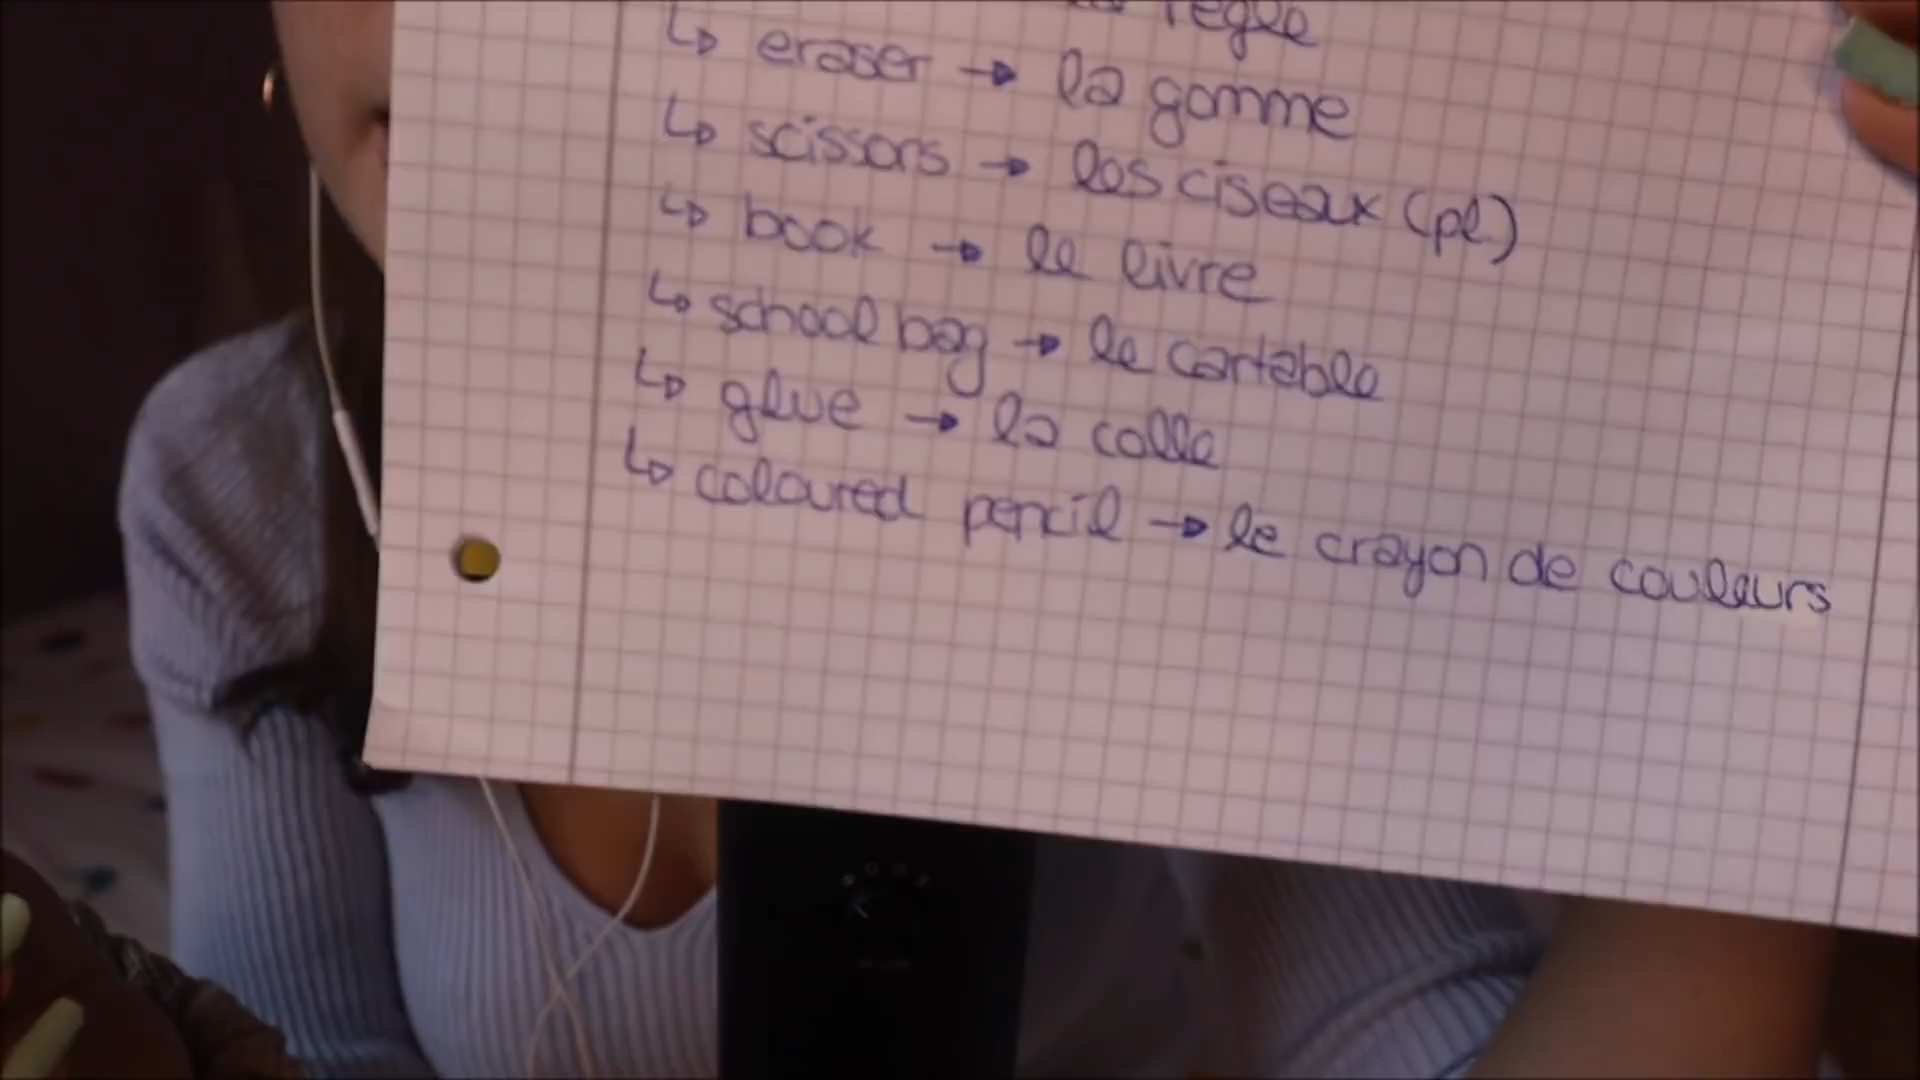 règle
↳ eraser → la gomme
↳ scissors → les ciseaux (pl)
↳ book → le livre
↳ school bag → le cartable
↳ glue → la colle
↳ coloured pencil → le crayon de couleurs